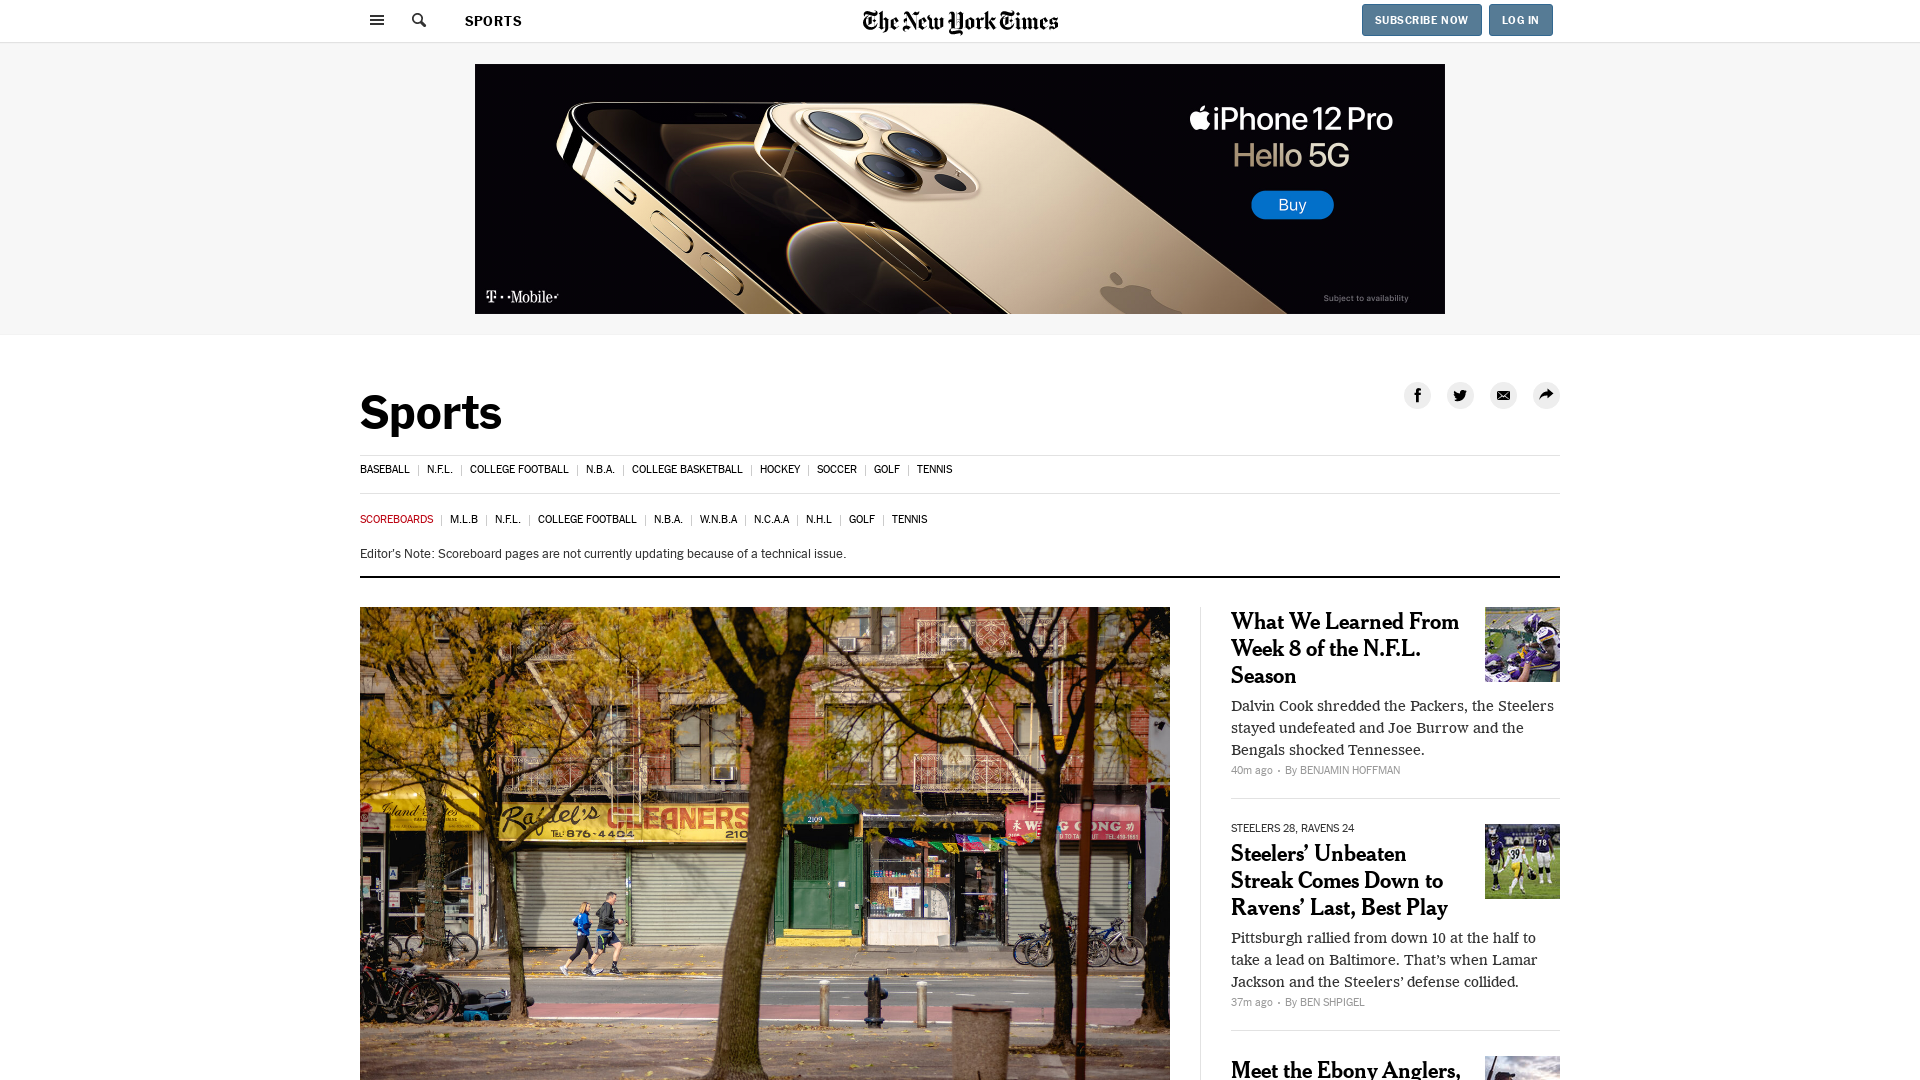 SPORTS
The New York Times
SUBSCRIBE NOW
LOG IN
iPhone 12 Pro
Hello 5G
Buy
T Mobile
Subject to availability
Sports
BASEBALL | N.F.L. | COLLEGE FOOTBALL | N.B.A. | COLLEGE BASKETBALL | HOCKEY | SOCCER | GOLF | TENNIS
SCOREBOARDS | M.L.B | N.F.L. | COLLEGE FOOTBALL | N.B.A. | W.N.B.A | N.C.A.A | N.H.L | GOLF | TENNIS
Editor's Note: Scoreboard pages are not currently updating because of a technical issue.
Rafael's CLEANERS
TEL: 876-4404
2109
What We Learned From
Week 8 of the N.F.L.
Season
Dalvin Cook shredded the Packers, the Steelers
stayed undefeated and Joe Burrow and the
Bengals shocked Tennessee.
40m ago • By BENJAMIN HOFFMAN
STEELERS 28, RAVENS 24
Steelers’ Unbeaten
Streak Comes Down to
Ravens’ Last, Best Play
39
78
Pittsburgh rallied from down 10 at the half to
take a lead on Baltimore. That’s when Lamar
Jackson and the Steelers’ defense collided.
37m ago • By BEN SHPIGEL
Meet the Ebony Anglers,